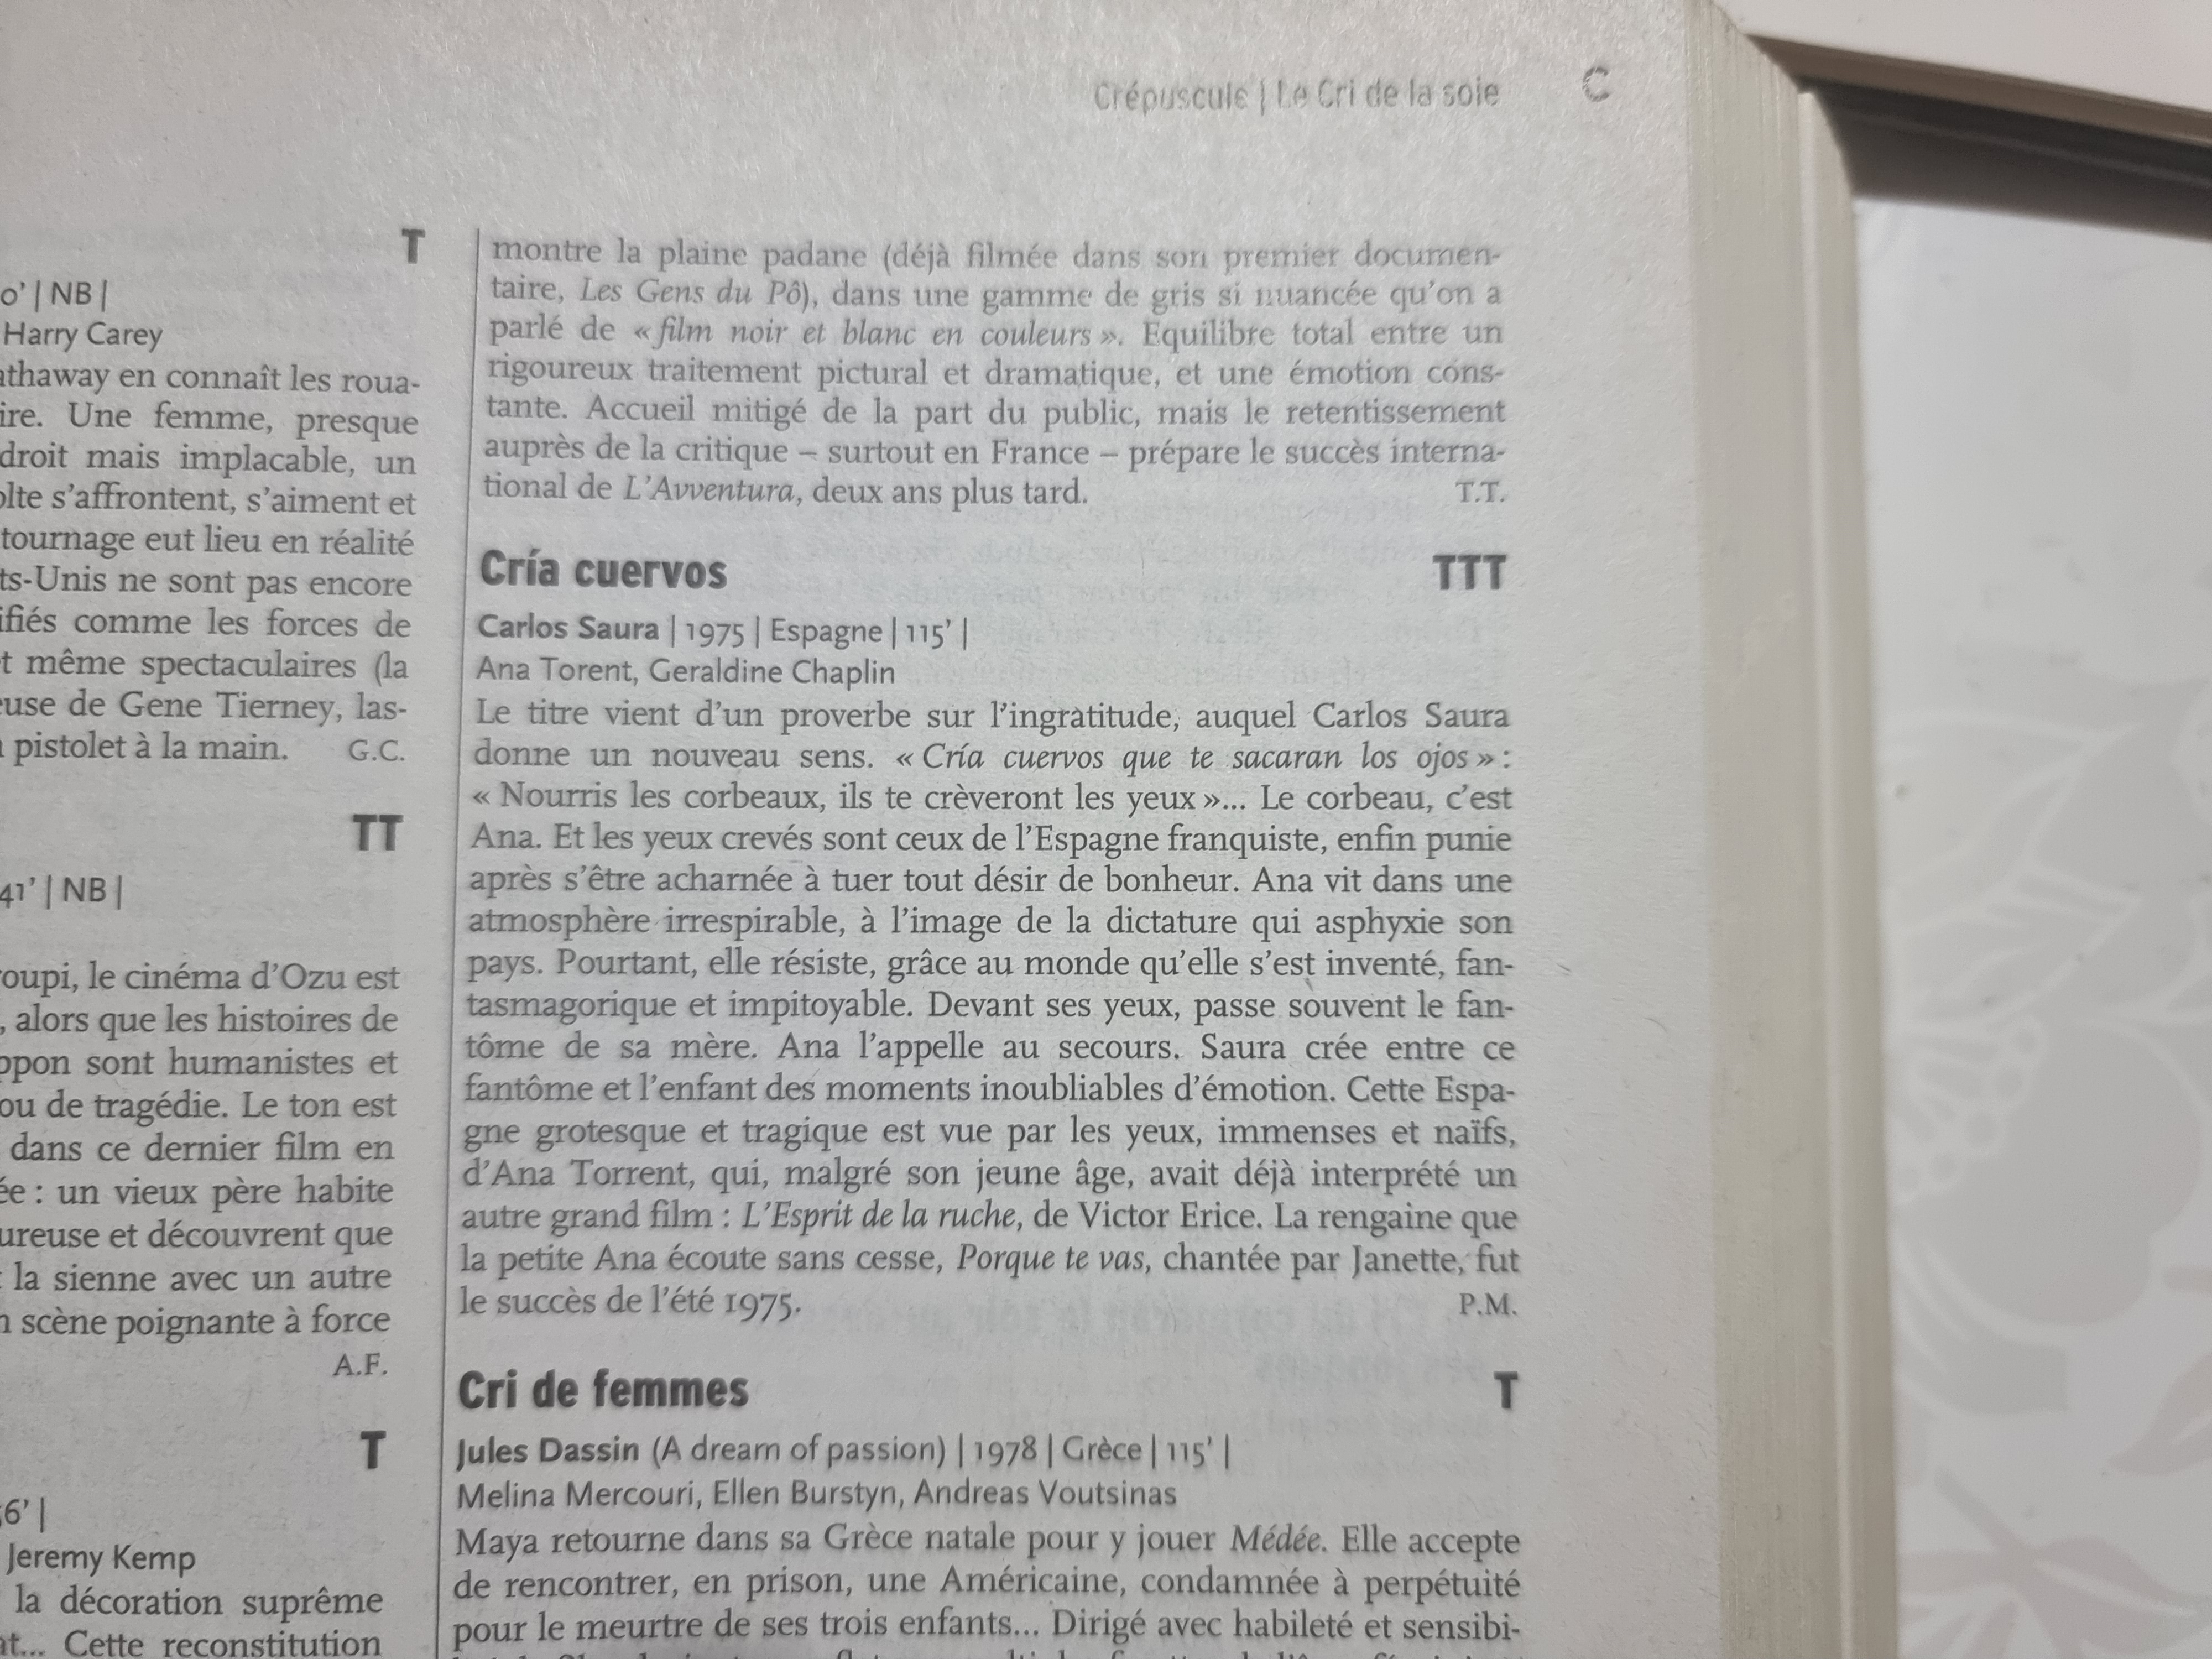 Crépuscule | Le Cri de la soie C
T
0' | NB |
Harry Carey
athaway en connaît les roua-
ire. Une femme, presque
droit mais implacable, un
olte s'affrontent, s'aiment et
tournage eut lieu en réalité
ts-Unis ne sont pas encore
ifiés comme les forces de
t même spectaculaires (la
euse de Gene Tierney, las-
pistolet à la main. G.C.
TT
41' | NB |
oupi, le cinéma d'Ozu est
, alors que les histoires de
ppon sont humanistes et
ou de tragédie. Le ton est
dans ce dernier film en
ée : un vieux père habite
ureuse et découvrent que
la sienne avec un autre
n scène poignante à force
A.F.
T
6' |
Jeremy Kemp
la décoration suprême
at... Cette reconstitution
montre la plaine padane (déjà filmée dans son premier documen-
taire, Les Gens du Pô), dans une gamme de gris si nuancée qu'on a
parlé de « film noir et blanc en couleurs ». Equilibre total entre un
rigoureux traitement pictural et dramatique, et une émotion cons-
tante. Accueil mitigé de la part du public, mais le retentissement
auprès de la critique – surtout en France – prépare le succès interna-
tional de L'Avventura, deux ans plus tard. T.T.
Cría cuervos TTT
Carlos Saura | 1975 | Espagne | 115' |
Ana Torent, Geraldine Chaplin
Le titre vient d'un proverbe sur l'ingratitude, auquel Carlos Saura
donne un nouveau sens. « Cría cuervos que te sacaran los ojos » :
« Nourris les corbeaux, ils te crèveront les yeux »... Le corbeau, c'est
Ana. Et les yeux crevés sont ceux de l'Espagne franquiste, enfin punie
après s'être acharnée à tuer tout désir de bonheur. Ana vit dans une
atmosphère irrespirable, à l'image de la dictature qui asphyxie son
pays. Pourtant, elle résiste, grâce au monde qu'elle s'est inventé, fan-
tasmagorique et impitoyable. Devant ses yeux, passe souvent le fan-
tôme de sa mère. Ana l'appelle au secours. Saura crée entre ce
fantôme et l'enfant des moments inoubliables d'émotion. Cette Espa-
gne grotesque et tragique est vue par les yeux, immenses et naïfs,
d'Ana Torrent, qui, malgré son jeune âge, avait déjà interprété un
autre grand film : L'Esprit de la ruche, de Victor Erice. La rengaine que
la petite Ana écoute sans cesse, Porque te vas, chantée par Janette, fut
le succès de l'été 1975. P.M.
Cri de femmes T
Jules Dassin (A dream of passion) | 1978 | Grèce | 115' |
Melina Mercouri, Ellen Burstyn, Andreas Voutsinas
Maya retourne dans sa Grèce natale pour y jouer Médée. Elle accepte
de rencontrer, en prison, une Américaine, condamnée à perpétuité
pour le meurtre de ses trois enfants... Dirigé avec habileté et sensibi-